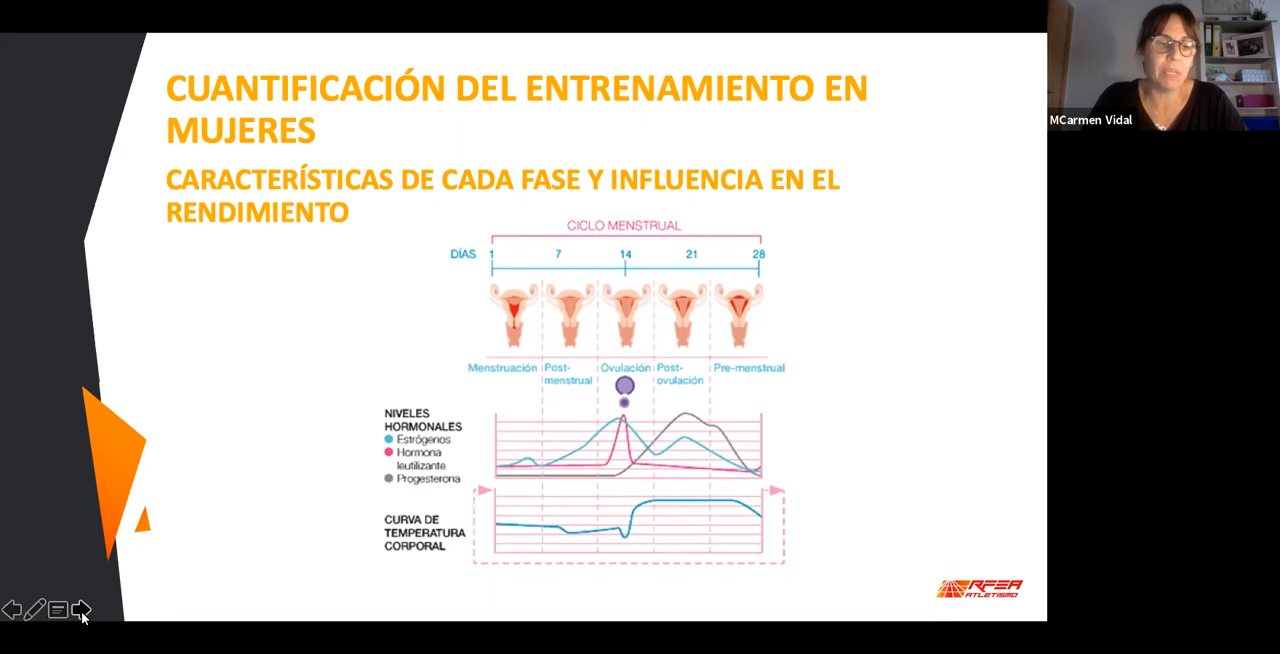 CUANTIFICACIÓN DEL ENTRENAMIENTO EN
MUJERES
CARACTERÍSTICAS DE CADA FASE Y INFLUENCIA EN EL
RENDIMIENTO
CICLO MENSTRUAL
DÍAS 1 7 14 21 28
Menstruación Post-menstrual Ovulación Post-ovulación Pre-menstrual
NIVELES
HORMONALES
Estrógenos
Hormona
leutilizante
Progesterona
CURVA DE
TEMPERATURA
CORPORAL
RFEA
ATLETISMO
MCarmen Vidal